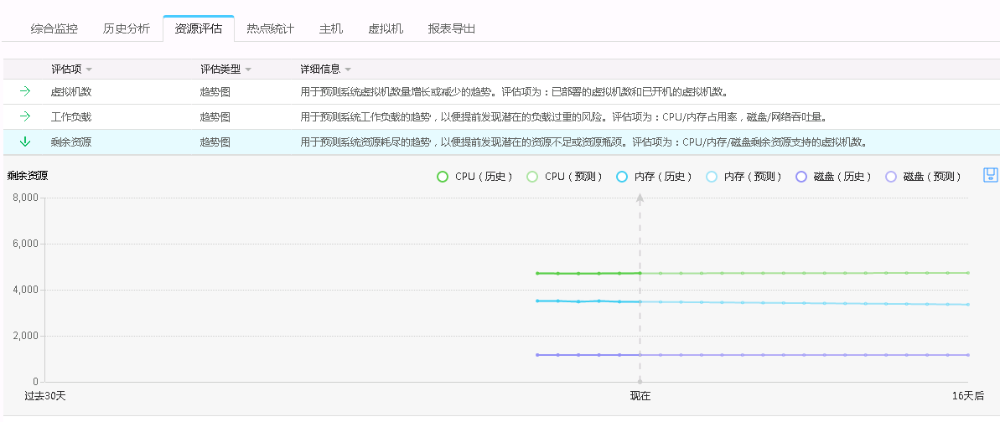 综合监控 历史分析 资源评估 热点统计 主机 虚拟机 报表导出
评估项 评估类型 详细信息
虚拟机数 趋势图 用于预测系统虚拟机数量增长或减少的趋势。评估项为：已部署的虚拟机数和已开机的虚拟机数。
工作负载 趋势图 用于预测系统工作负载的趋势，以便提前发现潜在的负载过重的风险。评估项为：CPU/内存占用率，磁盘/网络吞吐量。
剩余资源 趋势图 用于预测系统资源耗尽的趋势，以便提前发现潜在的资源不足或资源瓶颈。评估项为：CPU/内存/磁盘剩余资源支持的虚拟机数。
剩余资源 CPU（历史） CPU（预测） 内存（历史） 内存（预测） 磁盘（历史） 磁盘（预测）
8,000
6,000
4,000
2,000
0
过去30天 现在 16天后